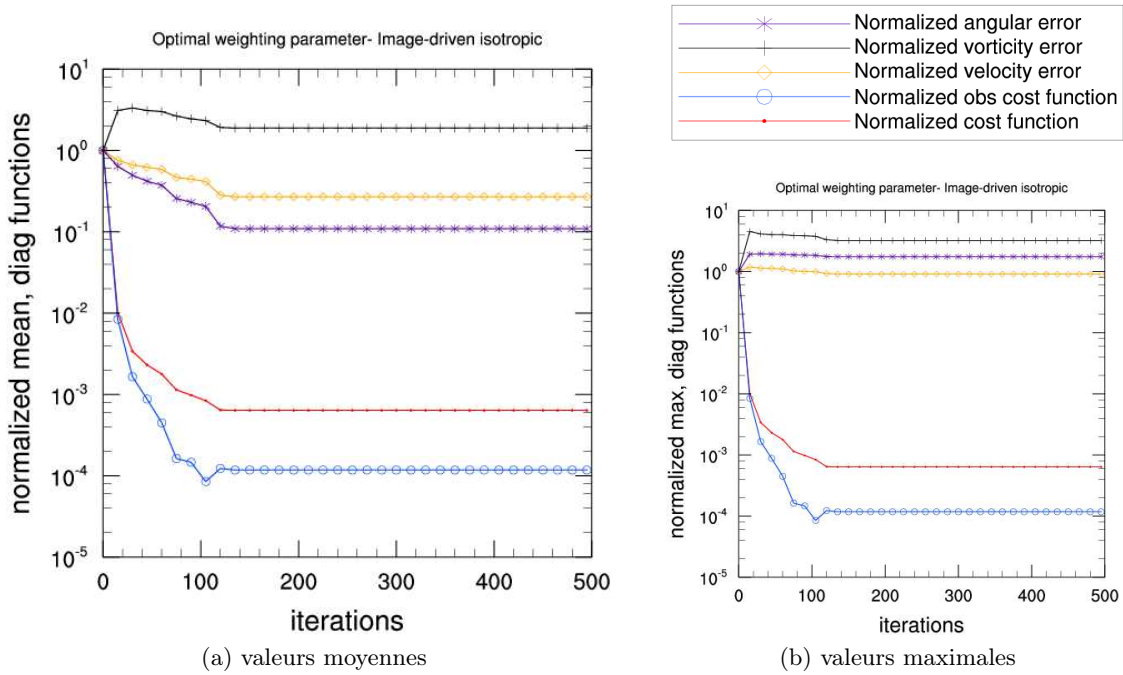 Optimal weighting parameter- Image-driven isotropic
normalized mean, diag functions
10^1
10^0
10^-1
10^-2
10^-3
10^-4
10^-5
0 100 200 300 400 500
iterations
(a) valeurs moyennes
Normalized angular error
Normalized vorticity error
Normalized velocity error
Normalized obs cost function
Normalized cost function
Optimal weighting parameter- Image-driven isotropic
normalized max, diag functions
10^1
10^0
10^-1
10^-2
10^-3
10^-4
10^-5
0 100 200 300 400 500
iterations
(b) valeurs maximales